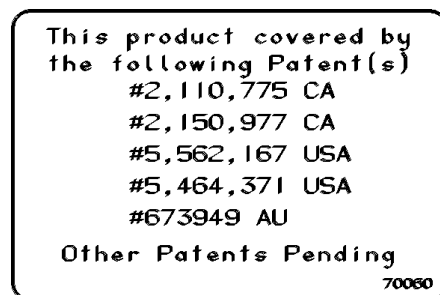 This product covered by
the following Patent(s)
#2,110,775 CA
#2,150,977 CA
#5,562,167 USA
#5,464,371 USA
#673949 AU
Other Patents Pending
70060